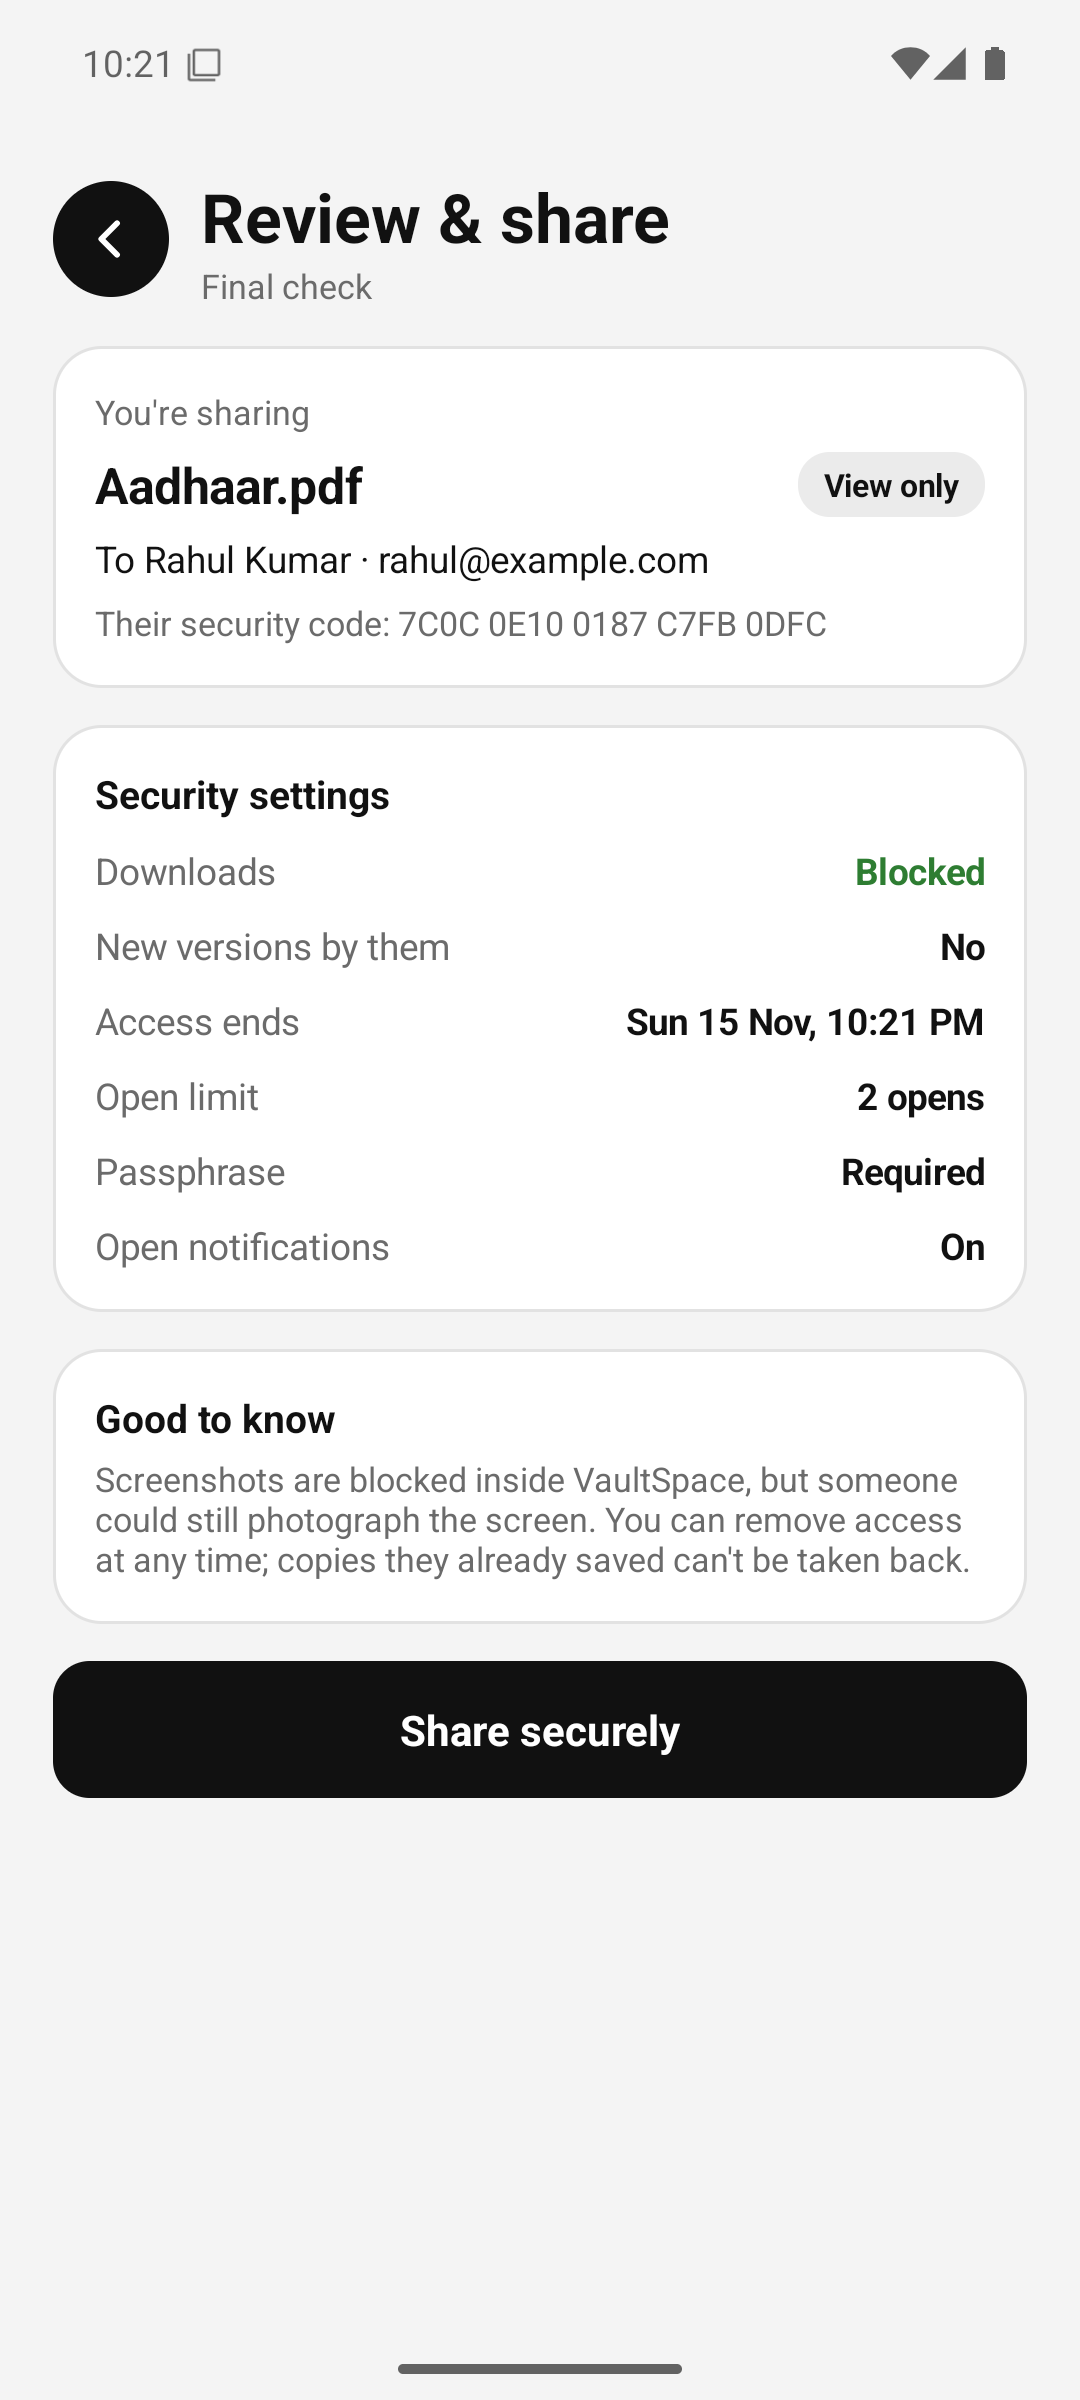 10:21
Review & share
Final check
You're sharing
Aadhaar.pdf
View only
To Rahul Kumar · rahul@example.com
Their security code: 7C0C 0E10 0187 C7FB 0DFC
Security settings
Downloads Blocked
New versions by them No
Access ends Sun 15 Nov, 10:21 PM
Open limit 2 opens
Passphrase Required
Open notifications On
Good to know
Screenshots are blocked inside VaultSpace, but someone
could still photograph the screen. You can remove access
at any time; copies they already saved can't be taken back.
Share securely